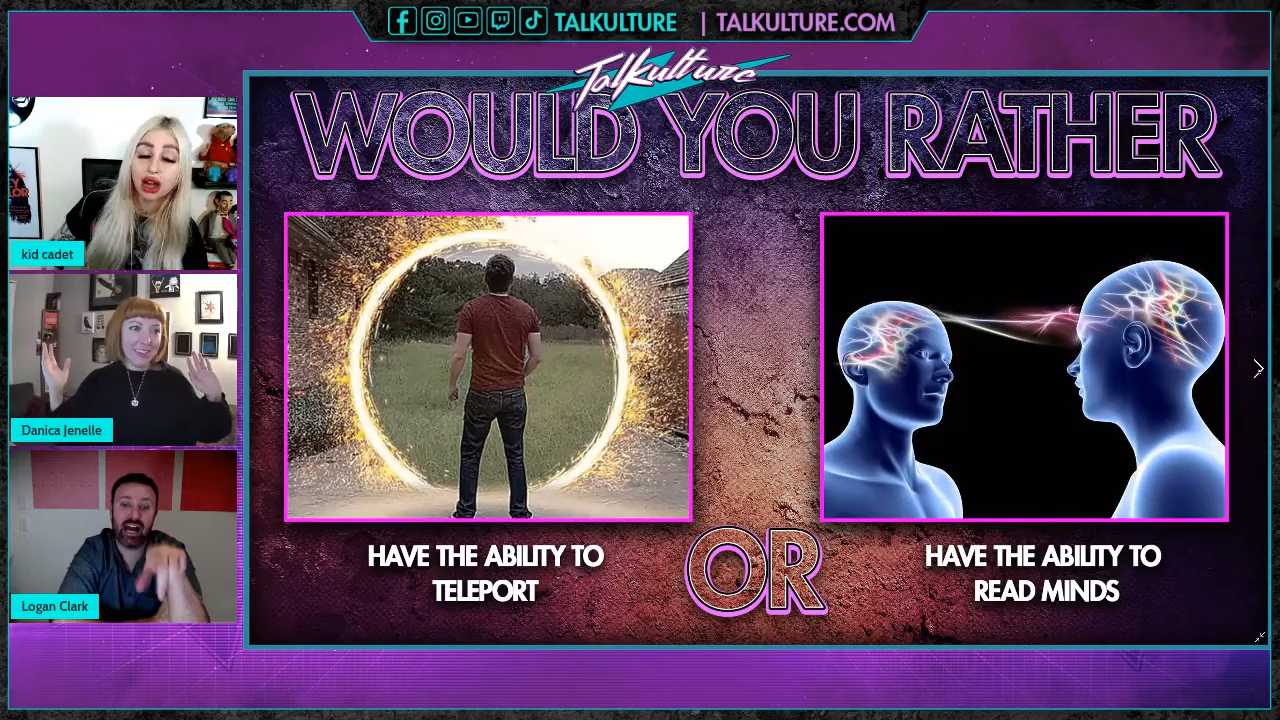 TALKULTURE | TALKULTURE.COM
Talkulture
WOULD YOU RATHER
kid cadet
Danica Jenelle
Logan Clark
HAVE THE ABILITY TO
TELEPORT
OR
HAVE THE ABILITY TO
READ MINDS